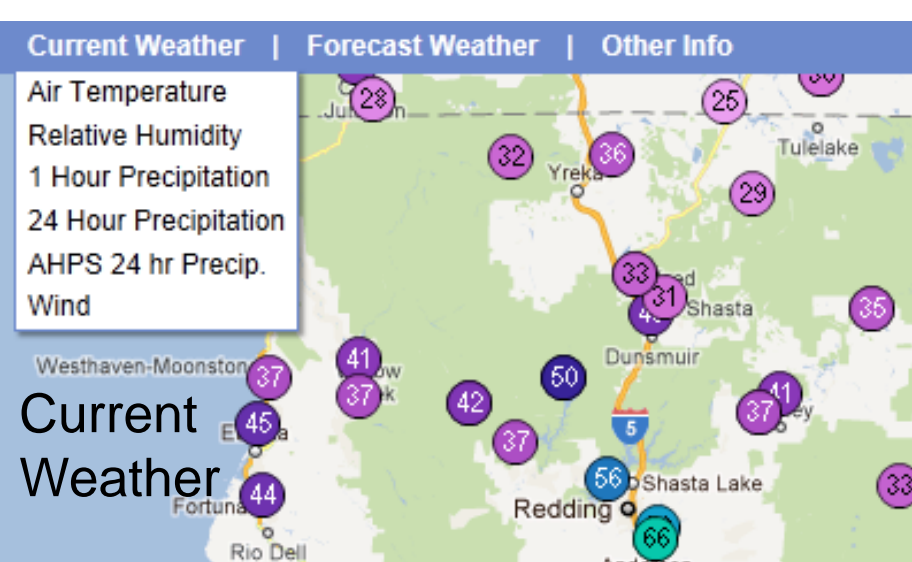 Current Weather | Forecast Weather | Other Info
Air Temperature
Relative Humidity
1 Hour Precipitation
24 Hour Precipitation
AHPS 24 hr Precip.
Wind
28
25
32
36
Tulelake
Yreka
29
33
31
Shasta
35
Westhaven-Moonston
37
41
Dunsmuir
37
50
42
41
37
Current
45
37
5
Weather
44
56
Shasta Lake
33
Fortuna
Redding
66
Rio Dell